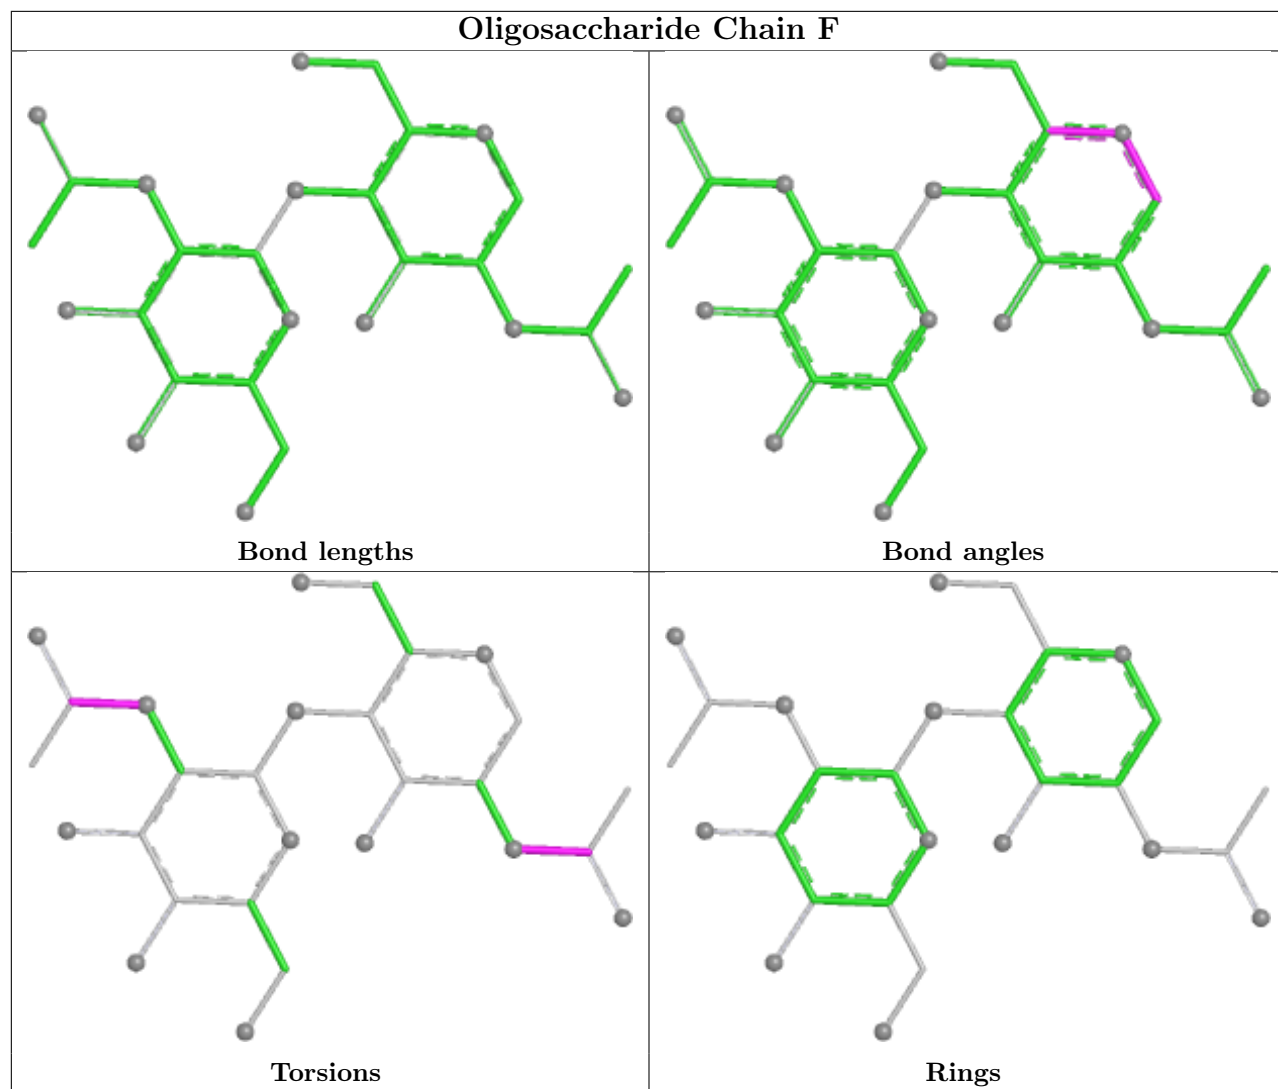 Oligosaccharide Chain F
Bond lengths
Bond angles
Torsions
Rings